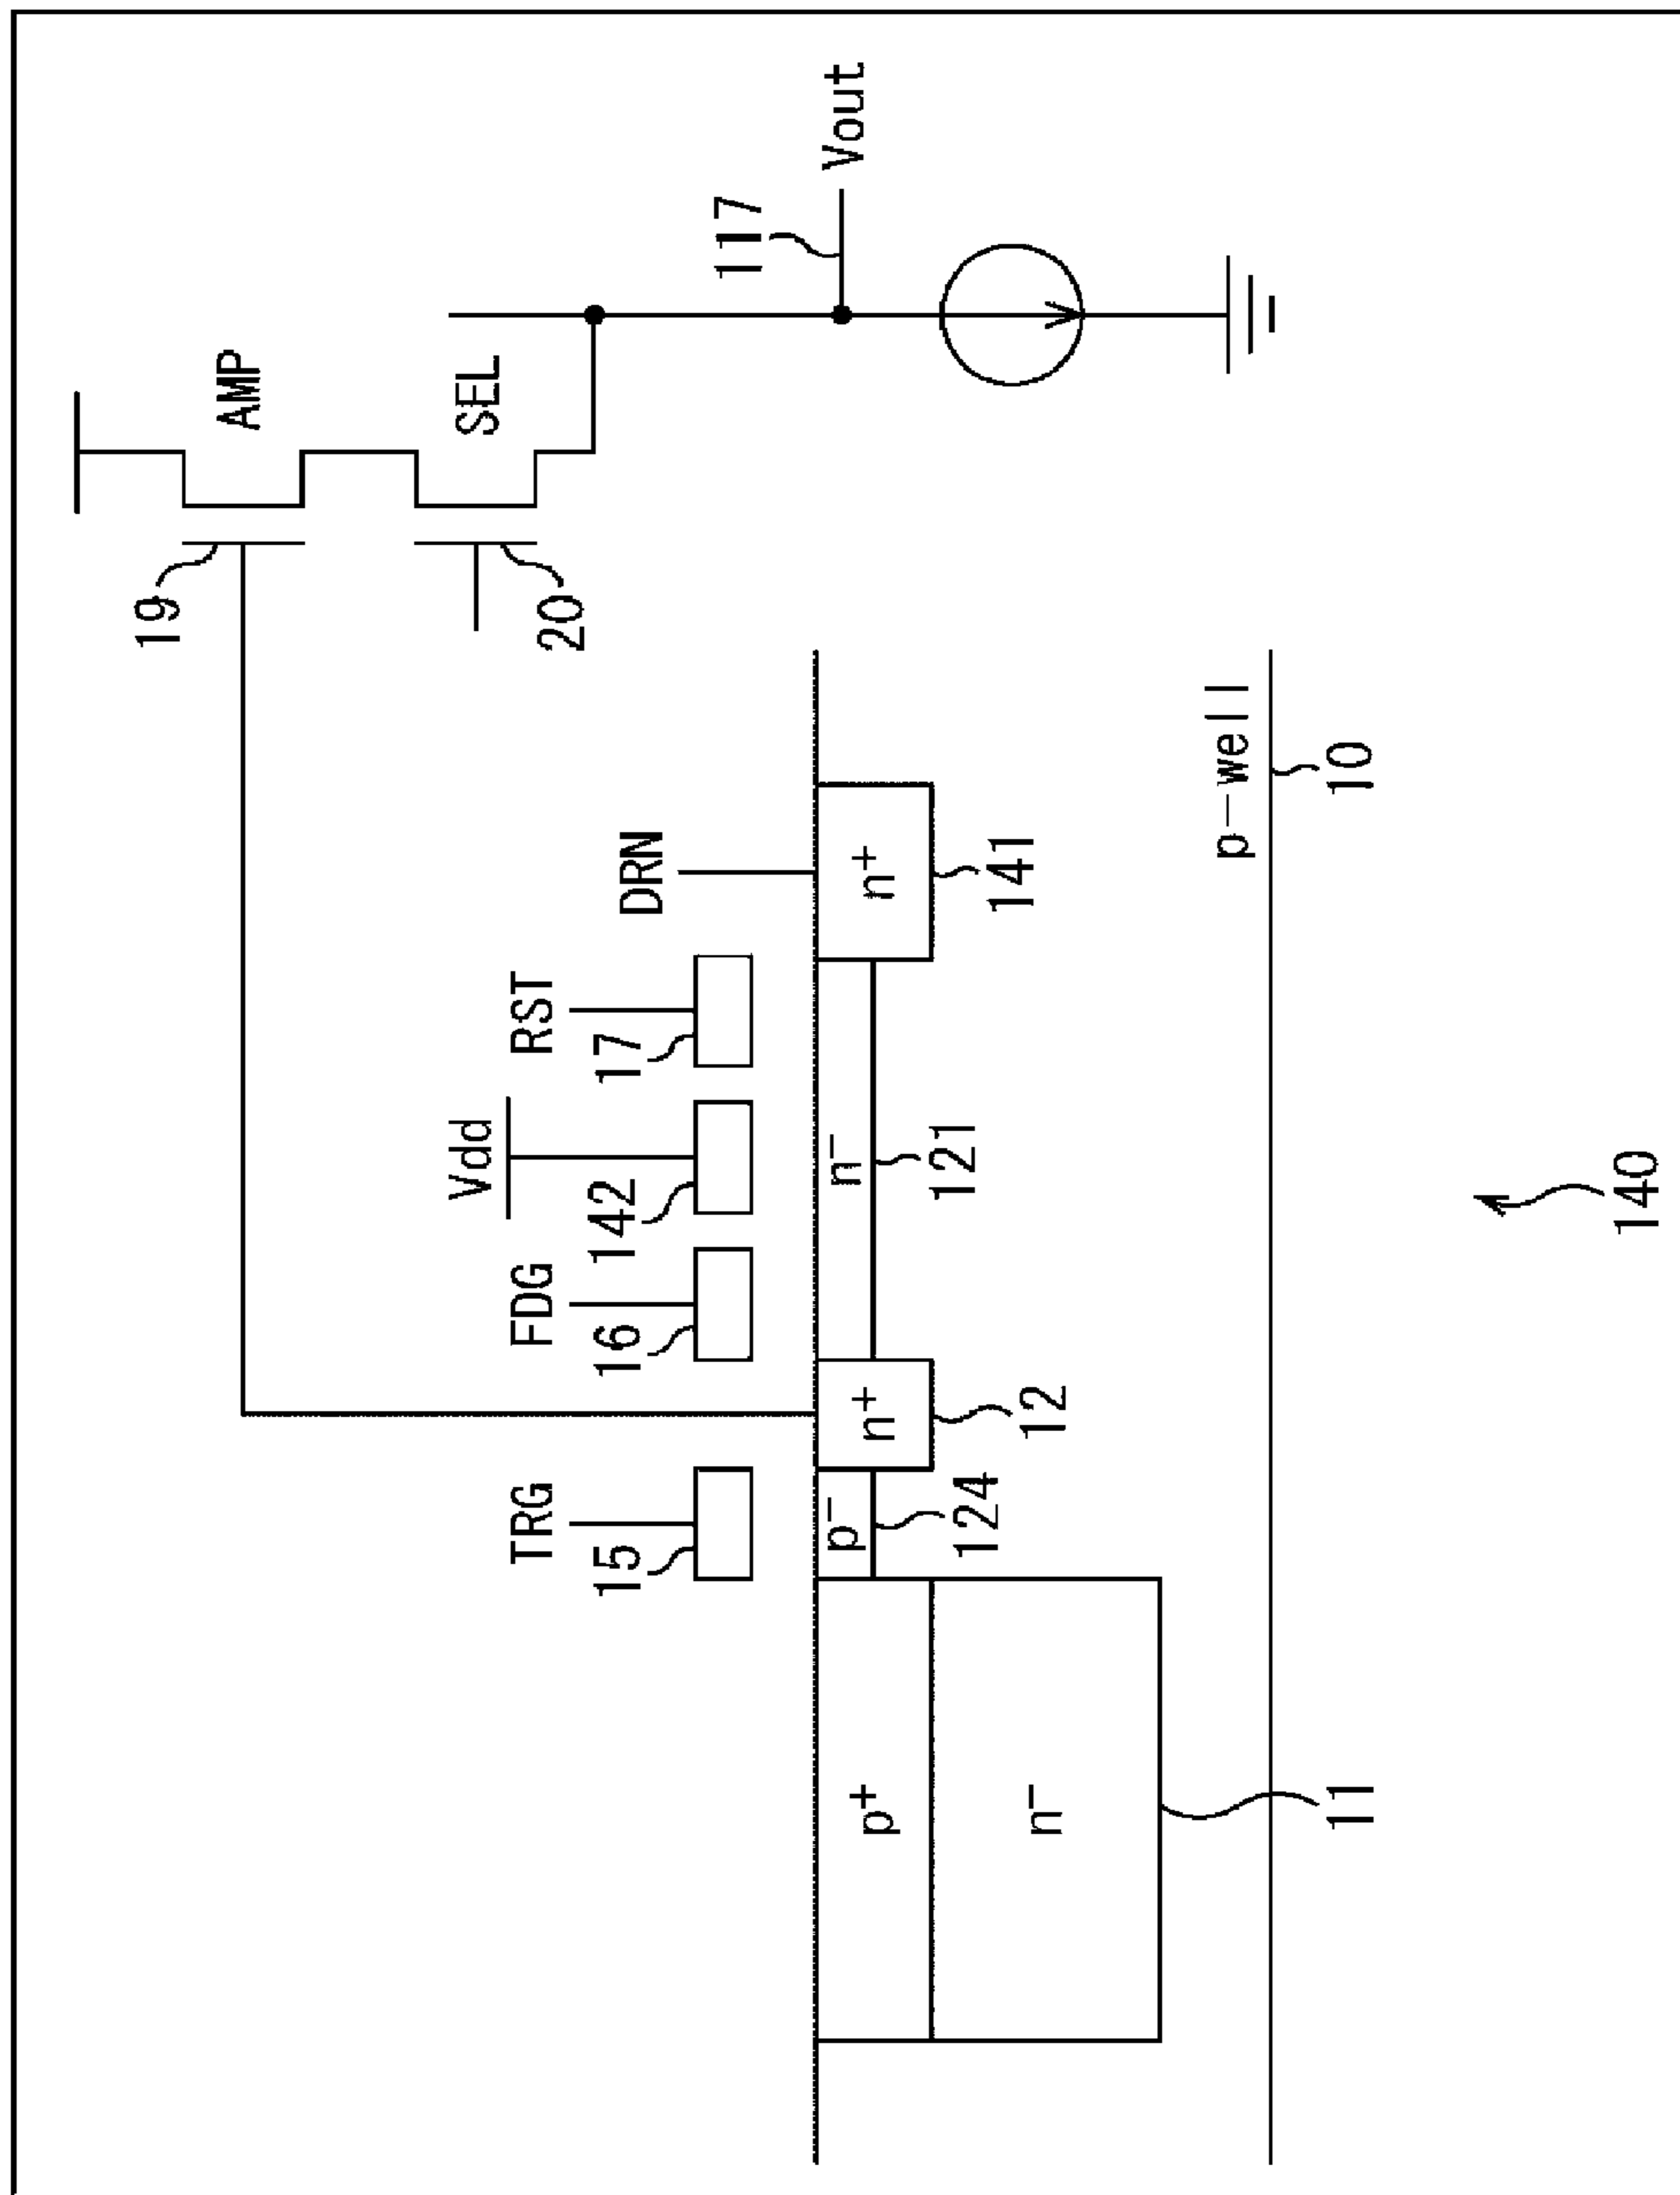 AMP
19
SEL
20
117
Vout
Vdd
TRG
FDG
RST
DRN
15
16
142
17
p⁺
p⁻
n⁺
n⁻
n⁺
n⁻
124
12
121
141
p-well
11
10
140